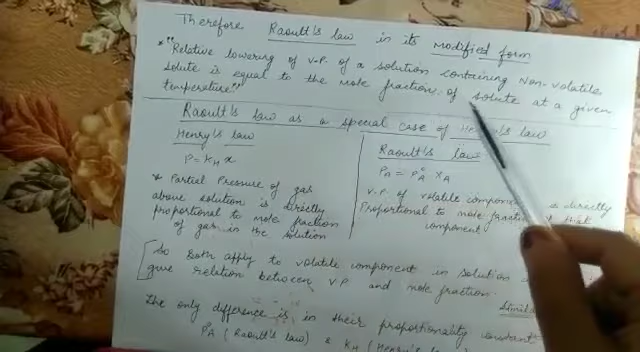 Therefore Raoult's law in its modified form
* "Relative lowering of V.P. of a solution containing non-volatile
solute is equal to the mole fraction of solute at a given
temperature"
Raoult's law as a special case of Henry's law
Henry's law
P = KH x
* Partial Pressure of gas
above solution is directly
proportional to mole fraction
of gas in the solution
Raoult's law
PA = P°A XA
V.P. of volatile component is directly
Proportional to mole
component
So Both apply to volatile component in solution
give relation between V.P. and mole fraction.
The only difference is in their proportionality constant
PA (Raoult's law) & KH (Henry's